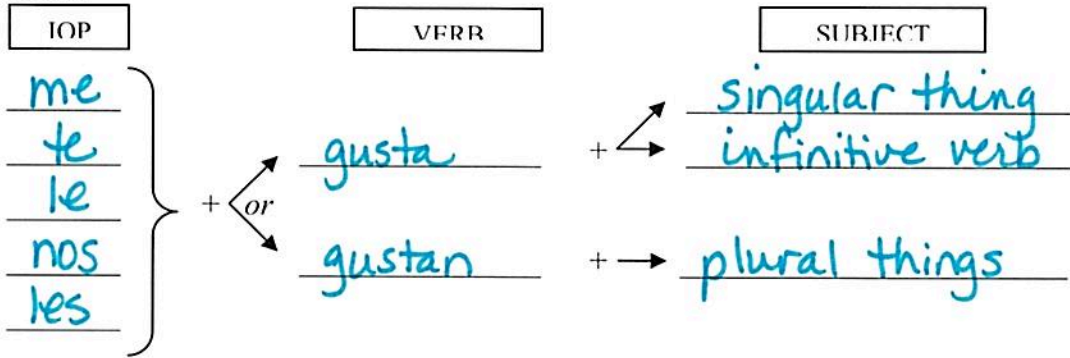 IOP VERB SUBJECT
me
te
le
nos
les
+ or
gusta
gustan
+
singular thing
infinitive verb
+ plural things